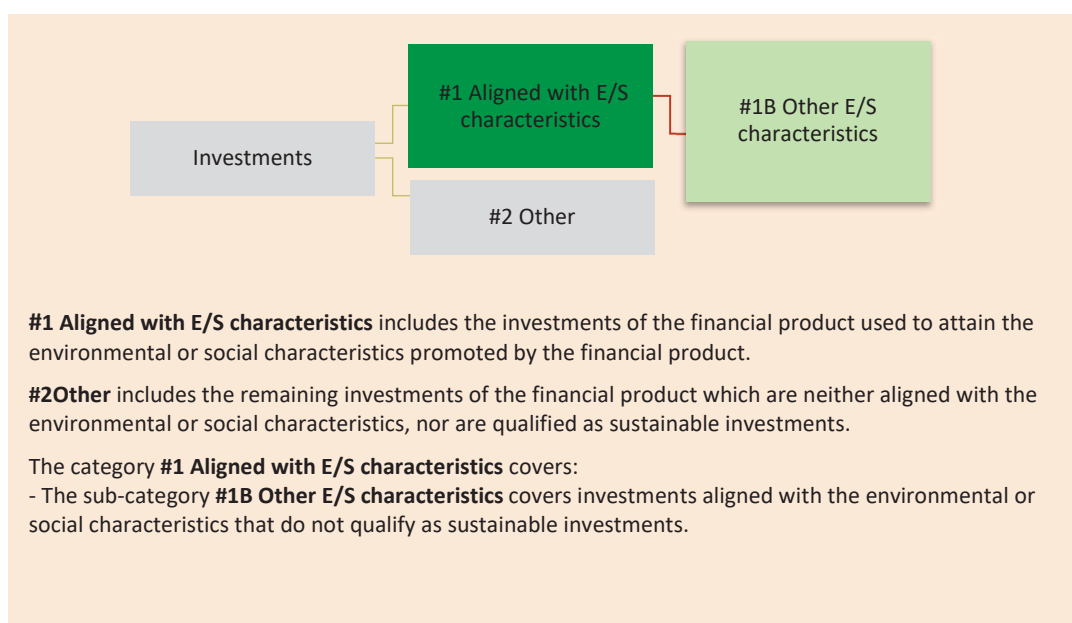 #1 Aligned with E/S
characteristics
#1B Other E/S
characteristics
Investments
#2 Other
#1 Aligned with E/S characteristics includes the investments of the financial product used to attain the
environmental or social characteristics promoted by the financial product.
#2Other includes the remaining investments of the financial product which are neither aligned with the
environmental or social characteristics, nor are qualified as sustainable investments.
The category #1 Aligned with E/S characteristics covers:
- The sub-category #1B Other E/S characteristics covers investments aligned with the environmental or
social characteristics that do not qualify as sustainable investments.